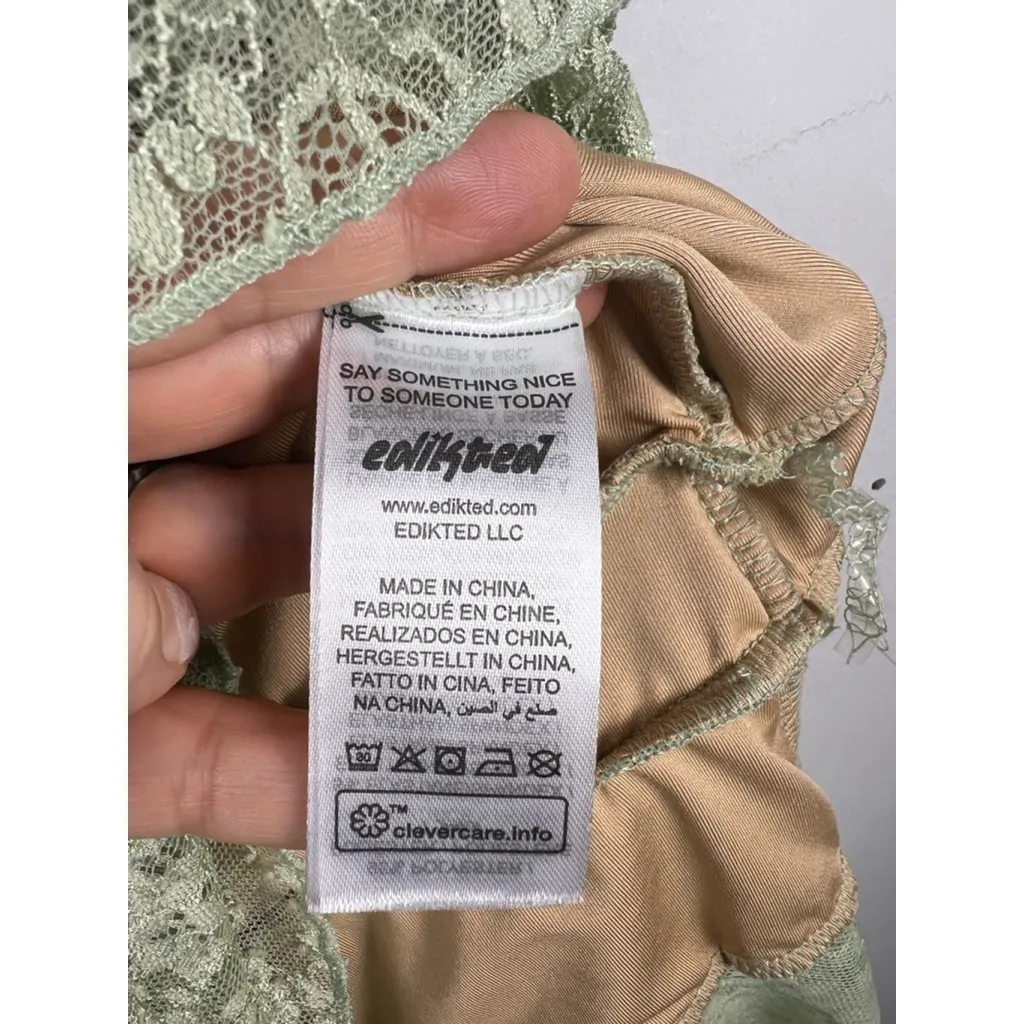 SAY SOMETHING NICE
TO SOMEONE TODAY
edikted
www.edikted.com
EDIKTED LLC
MADE IN CHINA,
FABRIQUÉ EN CHINE,
REALIZADOS EN CHINA,
HERGESTELLT IN CHINA,
FATTO IN CINA, FEITO
NA CHINA, صنع في الصين
30
™
clevercare.info